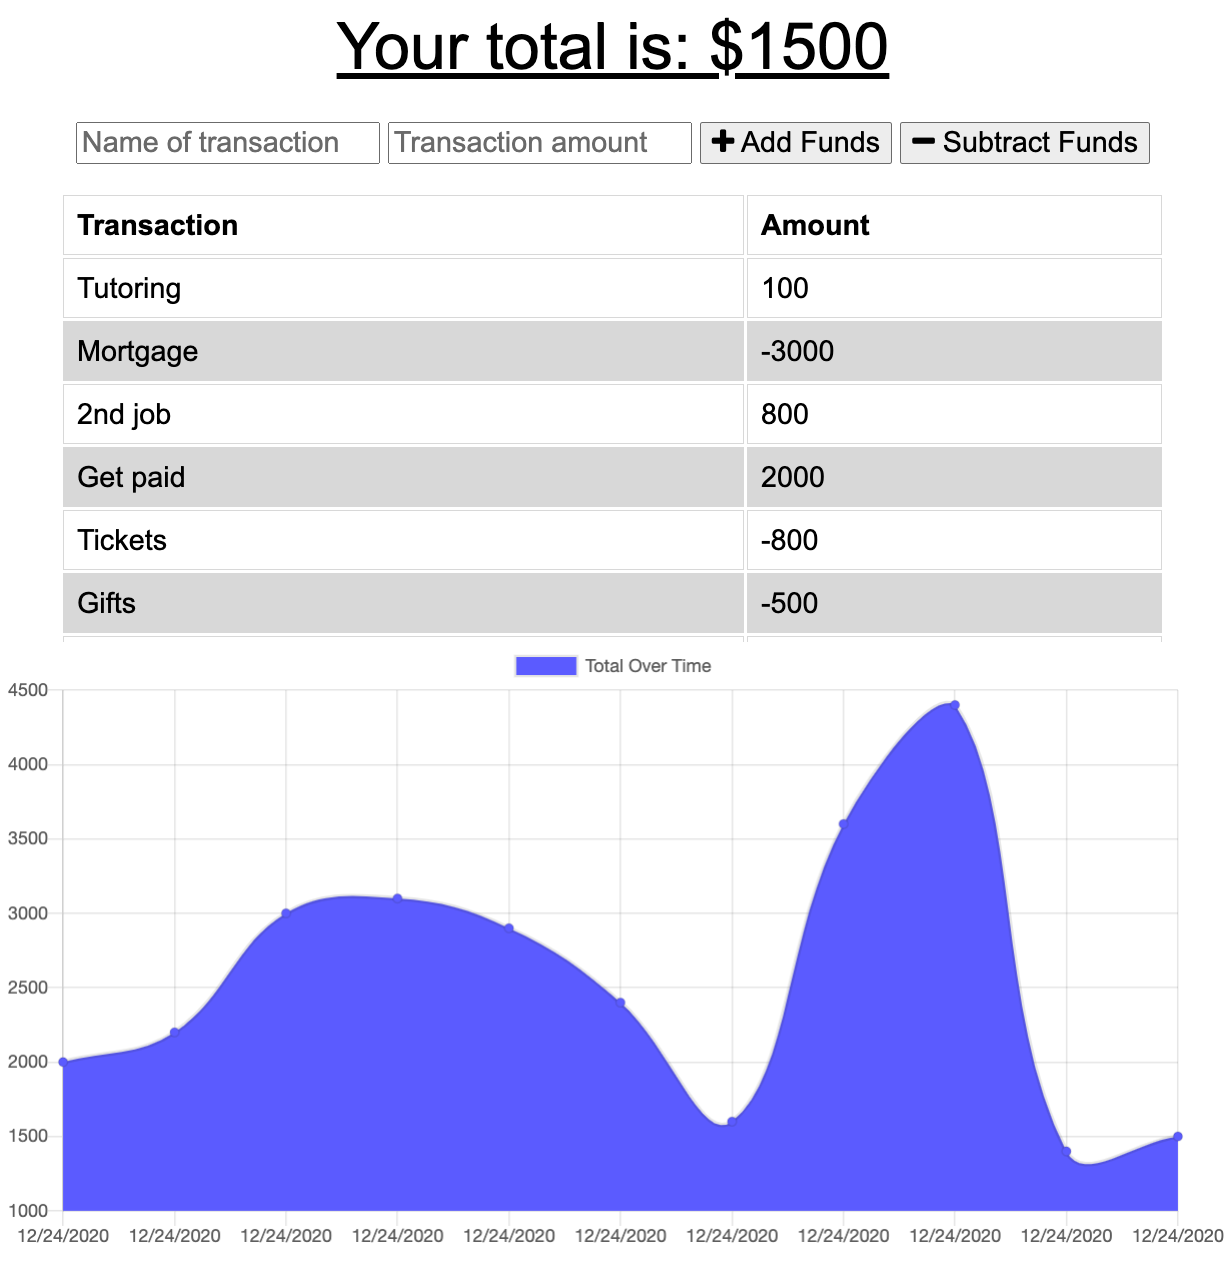 Your total is: $1500
Name of transaction Transaction amount Add Funds Subtract Funds
Transaction Amount
Tutoring 100
Mortgage -3000
2nd job 800
Get paid 2000
Tickets -800
Gifts -500
Total Over Time
4500
4000
3500
3000
2500
2000
1500
1000
12/24/2020 12/24/2020 12/24/2020 12/24/2020 12/24/2020 12/24/2020 12/24/2020 12/24/2020 12/24/2020 12/24/2020 12/24/2020